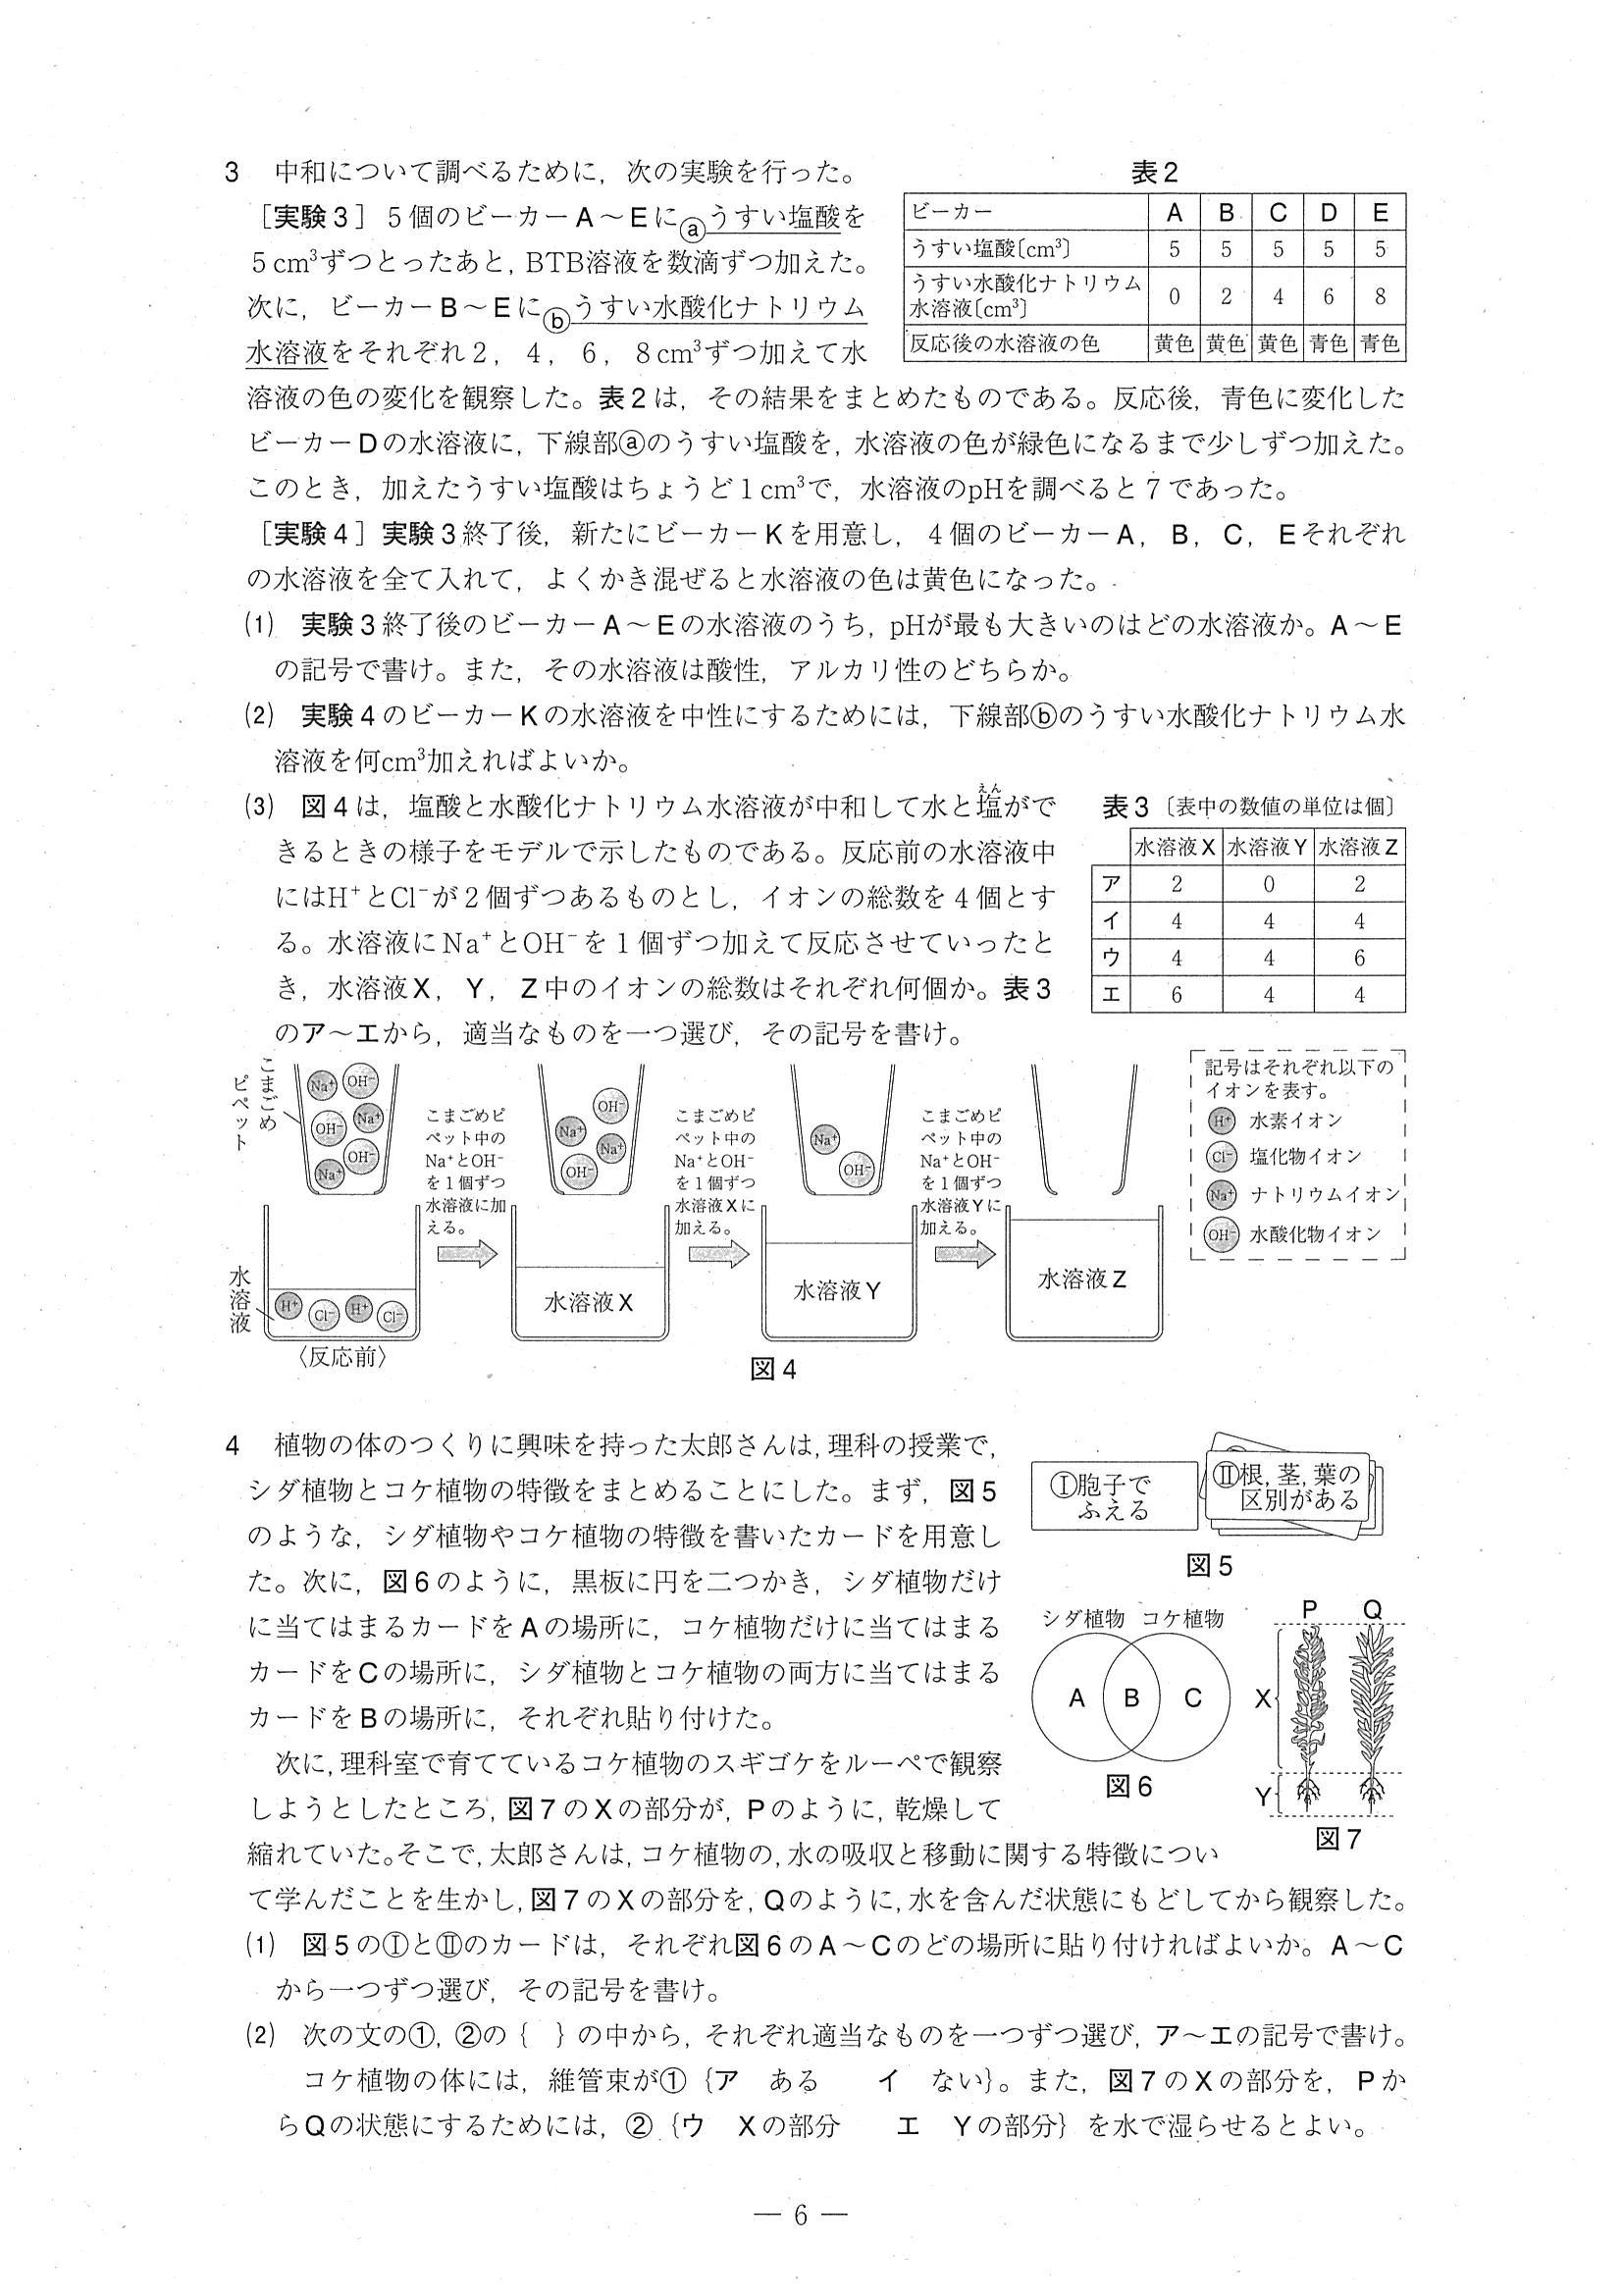 3　中和について調べるために，次の実験を行った。
［実験3］5個のビーカーA～Eにⓐうすい塩酸を
5cm³ずつとったあと，BTB溶液を数滴ずつ加えた。
次に，ビーカーB～Eにⓑうすい水酸化ナトリウム
水溶液をそれぞれ2，4，6，8cm³ずつ加えて水
表2
ビーカー　A　B　C　D　E
うすい塩酸〔cm³〕　5　5　5　5　5
うすい水酸化ナトリウム
水溶液〔cm³〕　0　2　4　6　8
反応後の水溶液の色　黄色　黄色　黄色　青色　青色
溶液の色の変化を観察した。表2は，その結果をまとめたものである。反応後，青色に変化した
ビーカーDの水溶液に，下線部ⓐのうすい塩酸を，水溶液の色が緑色になるまで少しずつ加えた。
このとき，加えたうすい塩酸はちょうど1cm³で，水溶液のpHを調べると7であった。
［実験4］実験3終了後，新たにビーカーKを用意し，4個のビーカーA，B，C，Eそれぞれ
の水溶液を全て入れて，よくかき混ぜると水溶液の色は黄色になった。
(1)　実験3終了後のビーカーA～Eの水溶液のうち，pHが最も大きいのはどの水溶液か。A～E
の記号で書け。また，その水溶液は酸性，アルカリ性のどちらか。
(2)　実験4のビーカーKの水溶液を中性にするためには，下線部ⓑのうすい水酸化ナトリウム水
溶液を何cm³加えればよいか。
(3)　図4は，塩酸と水酸化ナトリウム水溶液が中和して水と塩がで
えん
きるときの様子をモデルで示したものである。反応前の水溶液中
にはH⁺とCl⁻が2個ずつあるものとし，イオンの総数を4個とす
る。水溶液にNa⁺とOH⁻を1個ずつ加えて反応させていったと
き，水溶液X，Y，Z中のイオンの総数はそれぞれ何個か。表3
のア～エから，適当なものを一つ選び，その記号を書け。
表3〔表中の数値の単位は個〕
水溶液X　水溶液Y　水溶液Z
ア　2　0　2
イ　4　4　4
ウ　4　4　6
エ　6　4　4
こまごめ
ピペット
Na⁺　OH⁻
OH⁻　Na⁺
OH⁻
Na⁺
水溶液
H⁺　Cl⁻　H⁺　Cl⁻
〈反応前〉
こまごめピ
ペット中の
Na⁺とOH⁻
を1個ずつ
水溶液に加
える。
OH⁻
Na⁺
Na⁺
OH⁻
水溶液X
こまごめピ
ペット中の
Na⁺とOH⁻
を1個ずつ
水溶液Xに
加える。
Na⁺
OH⁻
水溶液Y
こまごめピ
ペット中の
Na⁺とOH⁻
を1個ずつ
水溶液Yに
加える。
水溶液Z
記号はそれぞれ以下の
イオンを表す。
H⁺　水素イオン
Cl⁻　塩化物イオン
Na⁺　ナトリウムイオン
OH⁻　水酸化物イオン
図4
4　植物の体のつくりに興味を持った太郎さんは，理科の授業で，
シダ植物とコケ植物の特徴をまとめることにした。まず，図5
のような，シダ植物やコケ植物の特徴を書いたカードを用意し
た。次に，図6のように，黒板に円を二つかき，シダ植物だけ
に当てはまるカードをAの場所に，コケ植物だけに当てはまる
カードをCの場所に，シダ植物とコケ植物の両方に当てはまる
カードをBの場所に，それぞれ貼り付けた。
Ⓘ胞子で
ふえる
Ⅱ根，茎，葉の
区別がある
図5
シダ植物　コケ植物
A　B　C
図6
P　Q
X
Y
図7
次に，理科室で育てているコケ植物のスギゴケをルーペで観察
しようとしたところ，図7のXの部分が，Pのように，乾燥して
縮れていた。そこで，太郎さんは，コケ植物の，水の吸収と移動に関する特徴につい
て学んだことを生かし，図7のXの部分を，Qのように，水を含んだ状態にもどしてから観察した。
(1)　図5のⒾとⅡのカードは，それぞれ図6のA～Cのどの場所に貼り付ければよいか。A～C
から一つずつ選び，その記号を書け。
(2)　次の文の①，②の｛　｝の中から，それぞれ適当なものを一つずつ選び，ア～エの記号で書け。
コケ植物の体には，維管束が①｛ア　ある　　イ　ない｝。また，図7のXの部分を，Pか
らQの状態にするためには，②｛ウ　Xの部分　　エ　Yの部分｝を水で湿らせるとよい。
― 6 ―